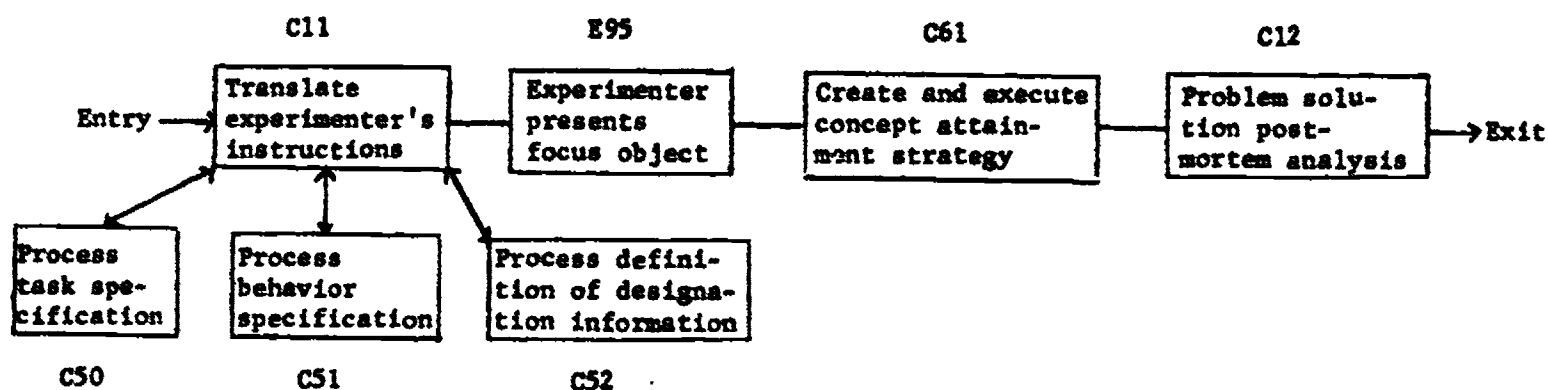 C11
E95
C61
C12
Entry
Translate
experimenter's
instructions
Experimenter
presents
focus object
Create and execute
concept attain-
ment strategy
Problem solu-
tion post-
mortem analysis
Exit
Process
task spe-
cification
Process
behavior
specification
Process defini-
tion of designa-
tion information
C50
C51
C52